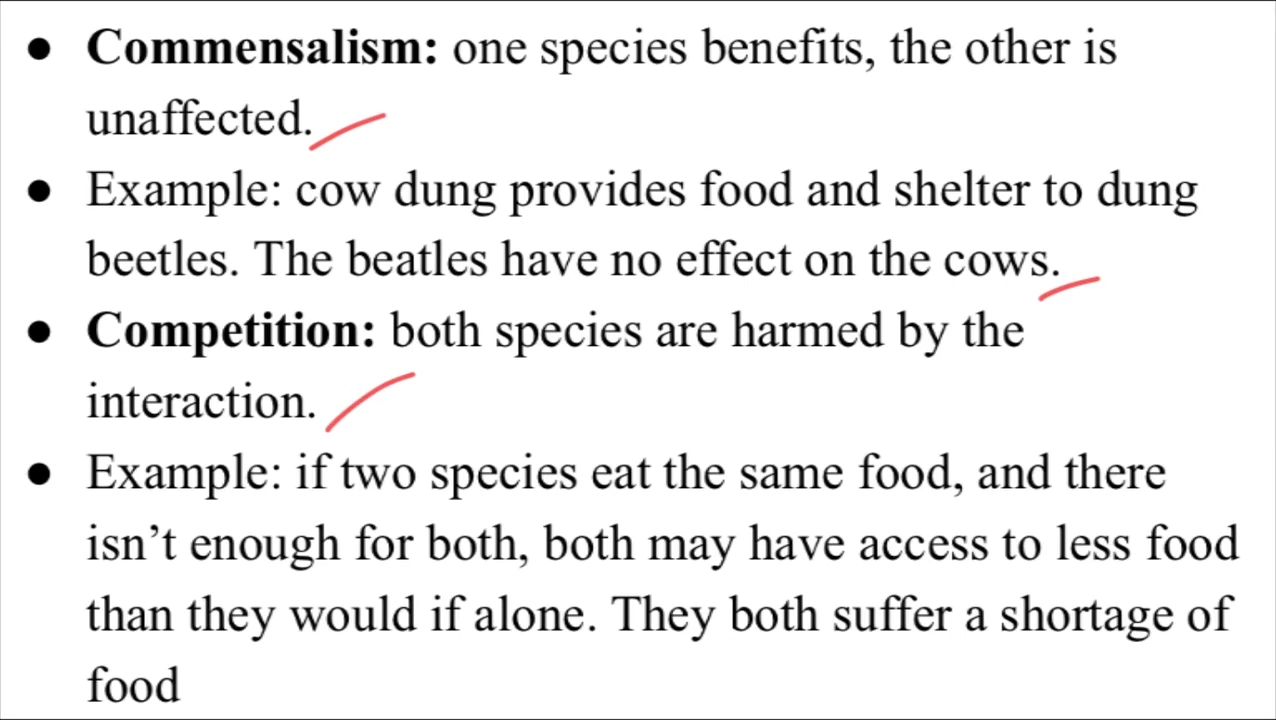 ● Commensalism: one species benefits, the other is
unaffected.
● Example: cow dung provides food and shelter to dung
beetles. The beatles have no effect on the cows.
● Competition: both species are harmed by the
interaction.
● Example: if two species eat the same food, and there
isn’t enough for both, both may have access to less food
than they would if alone. They both suffer a shortage of
food